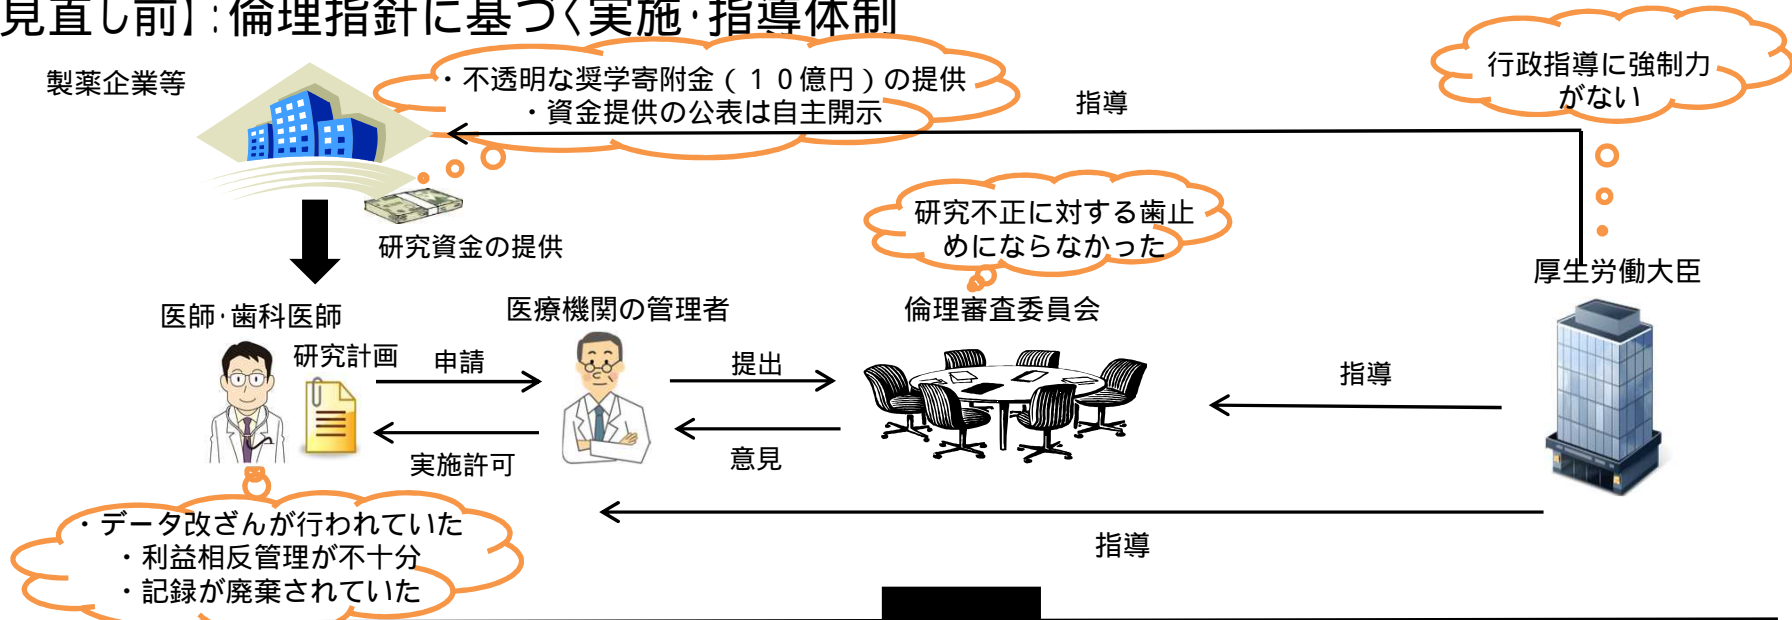 見直し前】:倫理指針に基づく実施・指導体制
製薬企業等
・不透明な奨学寄附金(10億円)の提供
・資金提供の公表は自主開示
指導
行政指導に強制力
がない
研究資金の提供
研究不正に対する歯止
めにならなかった
厚生労働大臣
医師・歯科医師
医療機関の管理者
倫理審査委員会
研究計画
申請
提出
指導
実施許可
意見
・データ改ざんが行われていた
・利益相反管理が不十分
・記録が廃棄されていた
指導